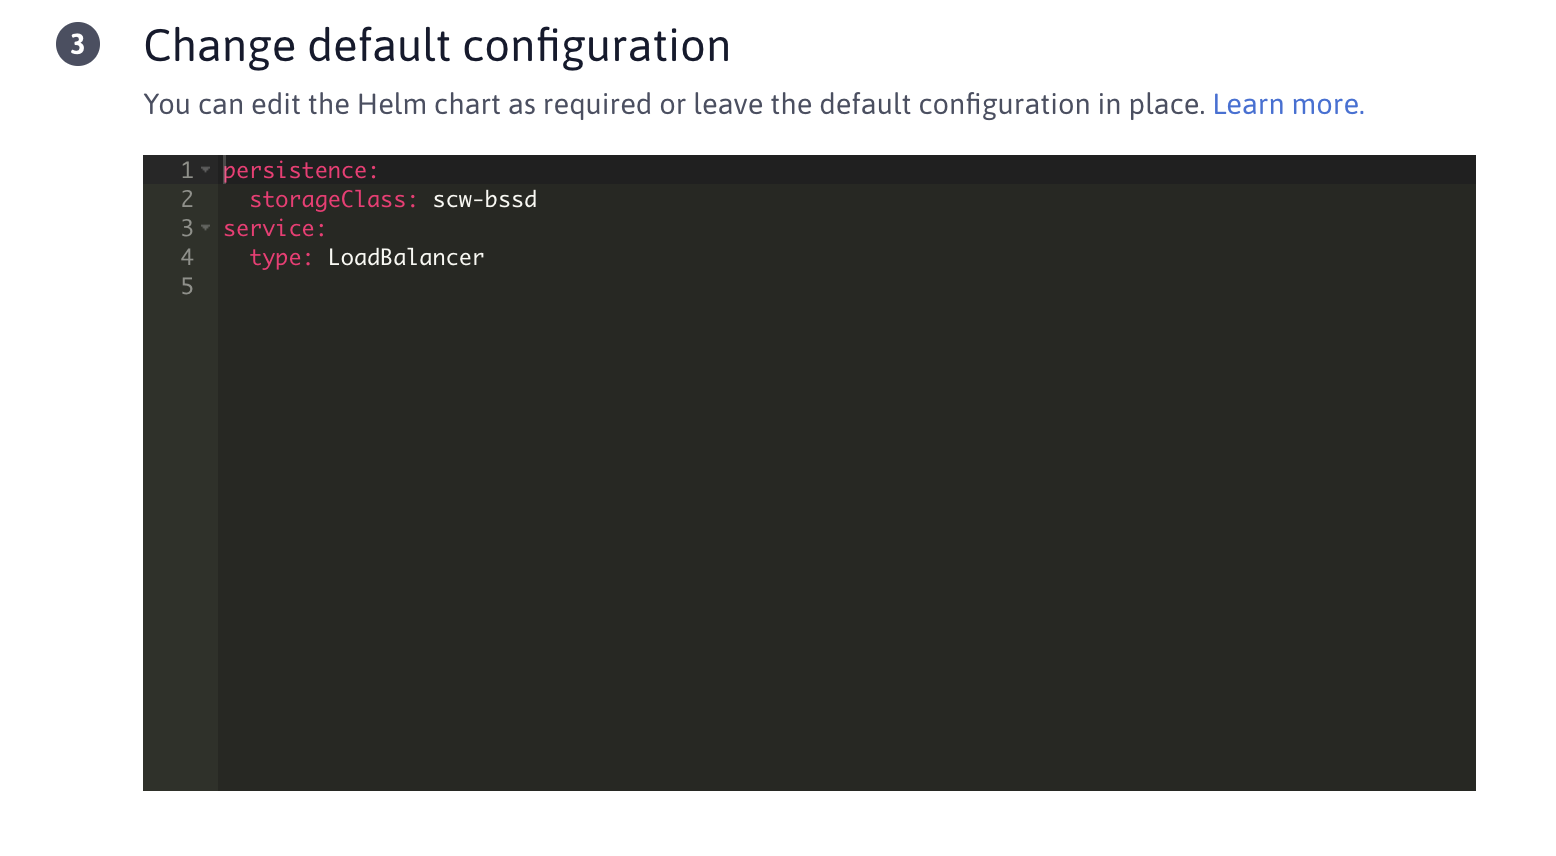 3 Change default configuration
You can edit the Helm chart as required or leave the default configuration in place. Learn more.
1 persistence:
2   storageClass: scw-bssd
3 service:
4   type: LoadBalancer
5